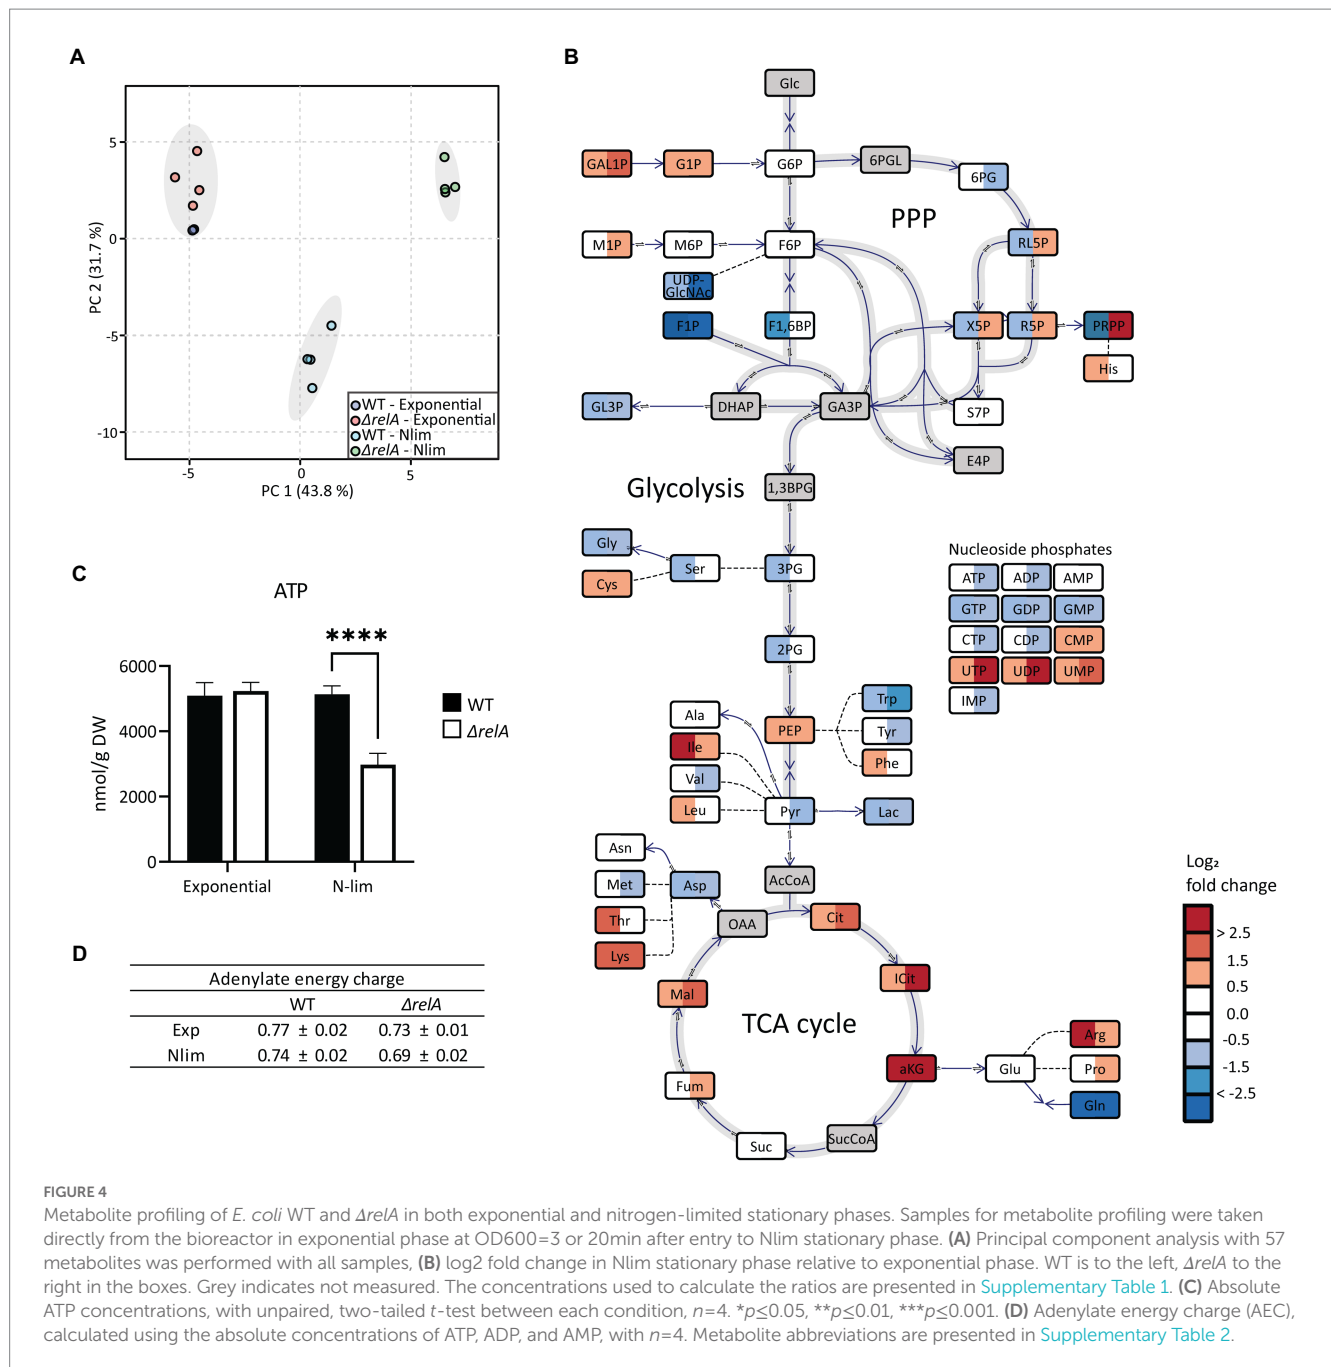 A
5
0
-5
-10
PC 2 (31.7 %)
-5
0
5
PC 1 (43.8 %)
WT - Exponential
ΔrelA - Exponential
WT - Nlim
ΔrelA - Nlim
B
Glc
GAL1P
G1P
G6P
6PGL
6PG
PPP
M1P
M6P
F6P
RL5P
UDP-
GlcNAc
F1P
F1,6BP
X5P
R5P
PRPP
His
GL3P
DHAP
GA3P
S7P
E4P
1,3BPG
Glycolysis
Gly
Ser
3PG
Cys
2PG
Nucleoside phosphates
ATP
ADP
AMP
GTP
GDP
GMP
CTP
CDP
CMP
UTP
UDP
UMP
IMP
Ala
Ile
Val
Leu
PEP
Trp
Tyr
Phe
Pyr
Lac
Asn
Met
Asp
Thr
Lys
AcCoA
OAA
Cit
ICit
Mal
TCA cycle
aKG
Glu
Arg
Pro
Gln
Fum
Suc
SucCoA
Log₂
fold change
> 2.5
1.5
0.5
0.0
-0.5
-1.5
< -2.5
C
ATP
****
6000
4000
2000
0
nmol/g DW
Exponential
N-lim
WT
ΔrelA
D
Adenylate energy charge
WT ΔrelA
Exp 0.77 ± 0.02 0.73 ± 0.01
Nlim 0.74 ± 0.02 0.69 ± 0.02
FIGURE 4
Metabolite profiling of E. coli WT and ΔrelA in both exponential and nitrogen-limited stationary phases. Samples for metabolite profiling were taken
directly from the bioreactor in exponential phase at OD600=3 or 20min after entry to Nlim stationary phase. (A) Principal component analysis with 57
metabolites was performed with all samples, (B) log2 fold change in Nlim stationary phase relative to exponential phase. WT is to the left, ΔrelA to the
right in the boxes. Grey indicates not measured. The concentrations used to calculate the ratios are presented in Supplementary Table 1. (C) Absolute
ATP concentrations, with unpaired, two-tailed t-test between each condition, n=4. *p≤0.05, **p≤0.01, ***p≤0.001. (D) Adenylate energy charge (AEC),
calculated using the absolute concentrations of ATP, ADP, and AMP, with n=4. Metabolite abbreviations are presented in Supplementary Table 2.